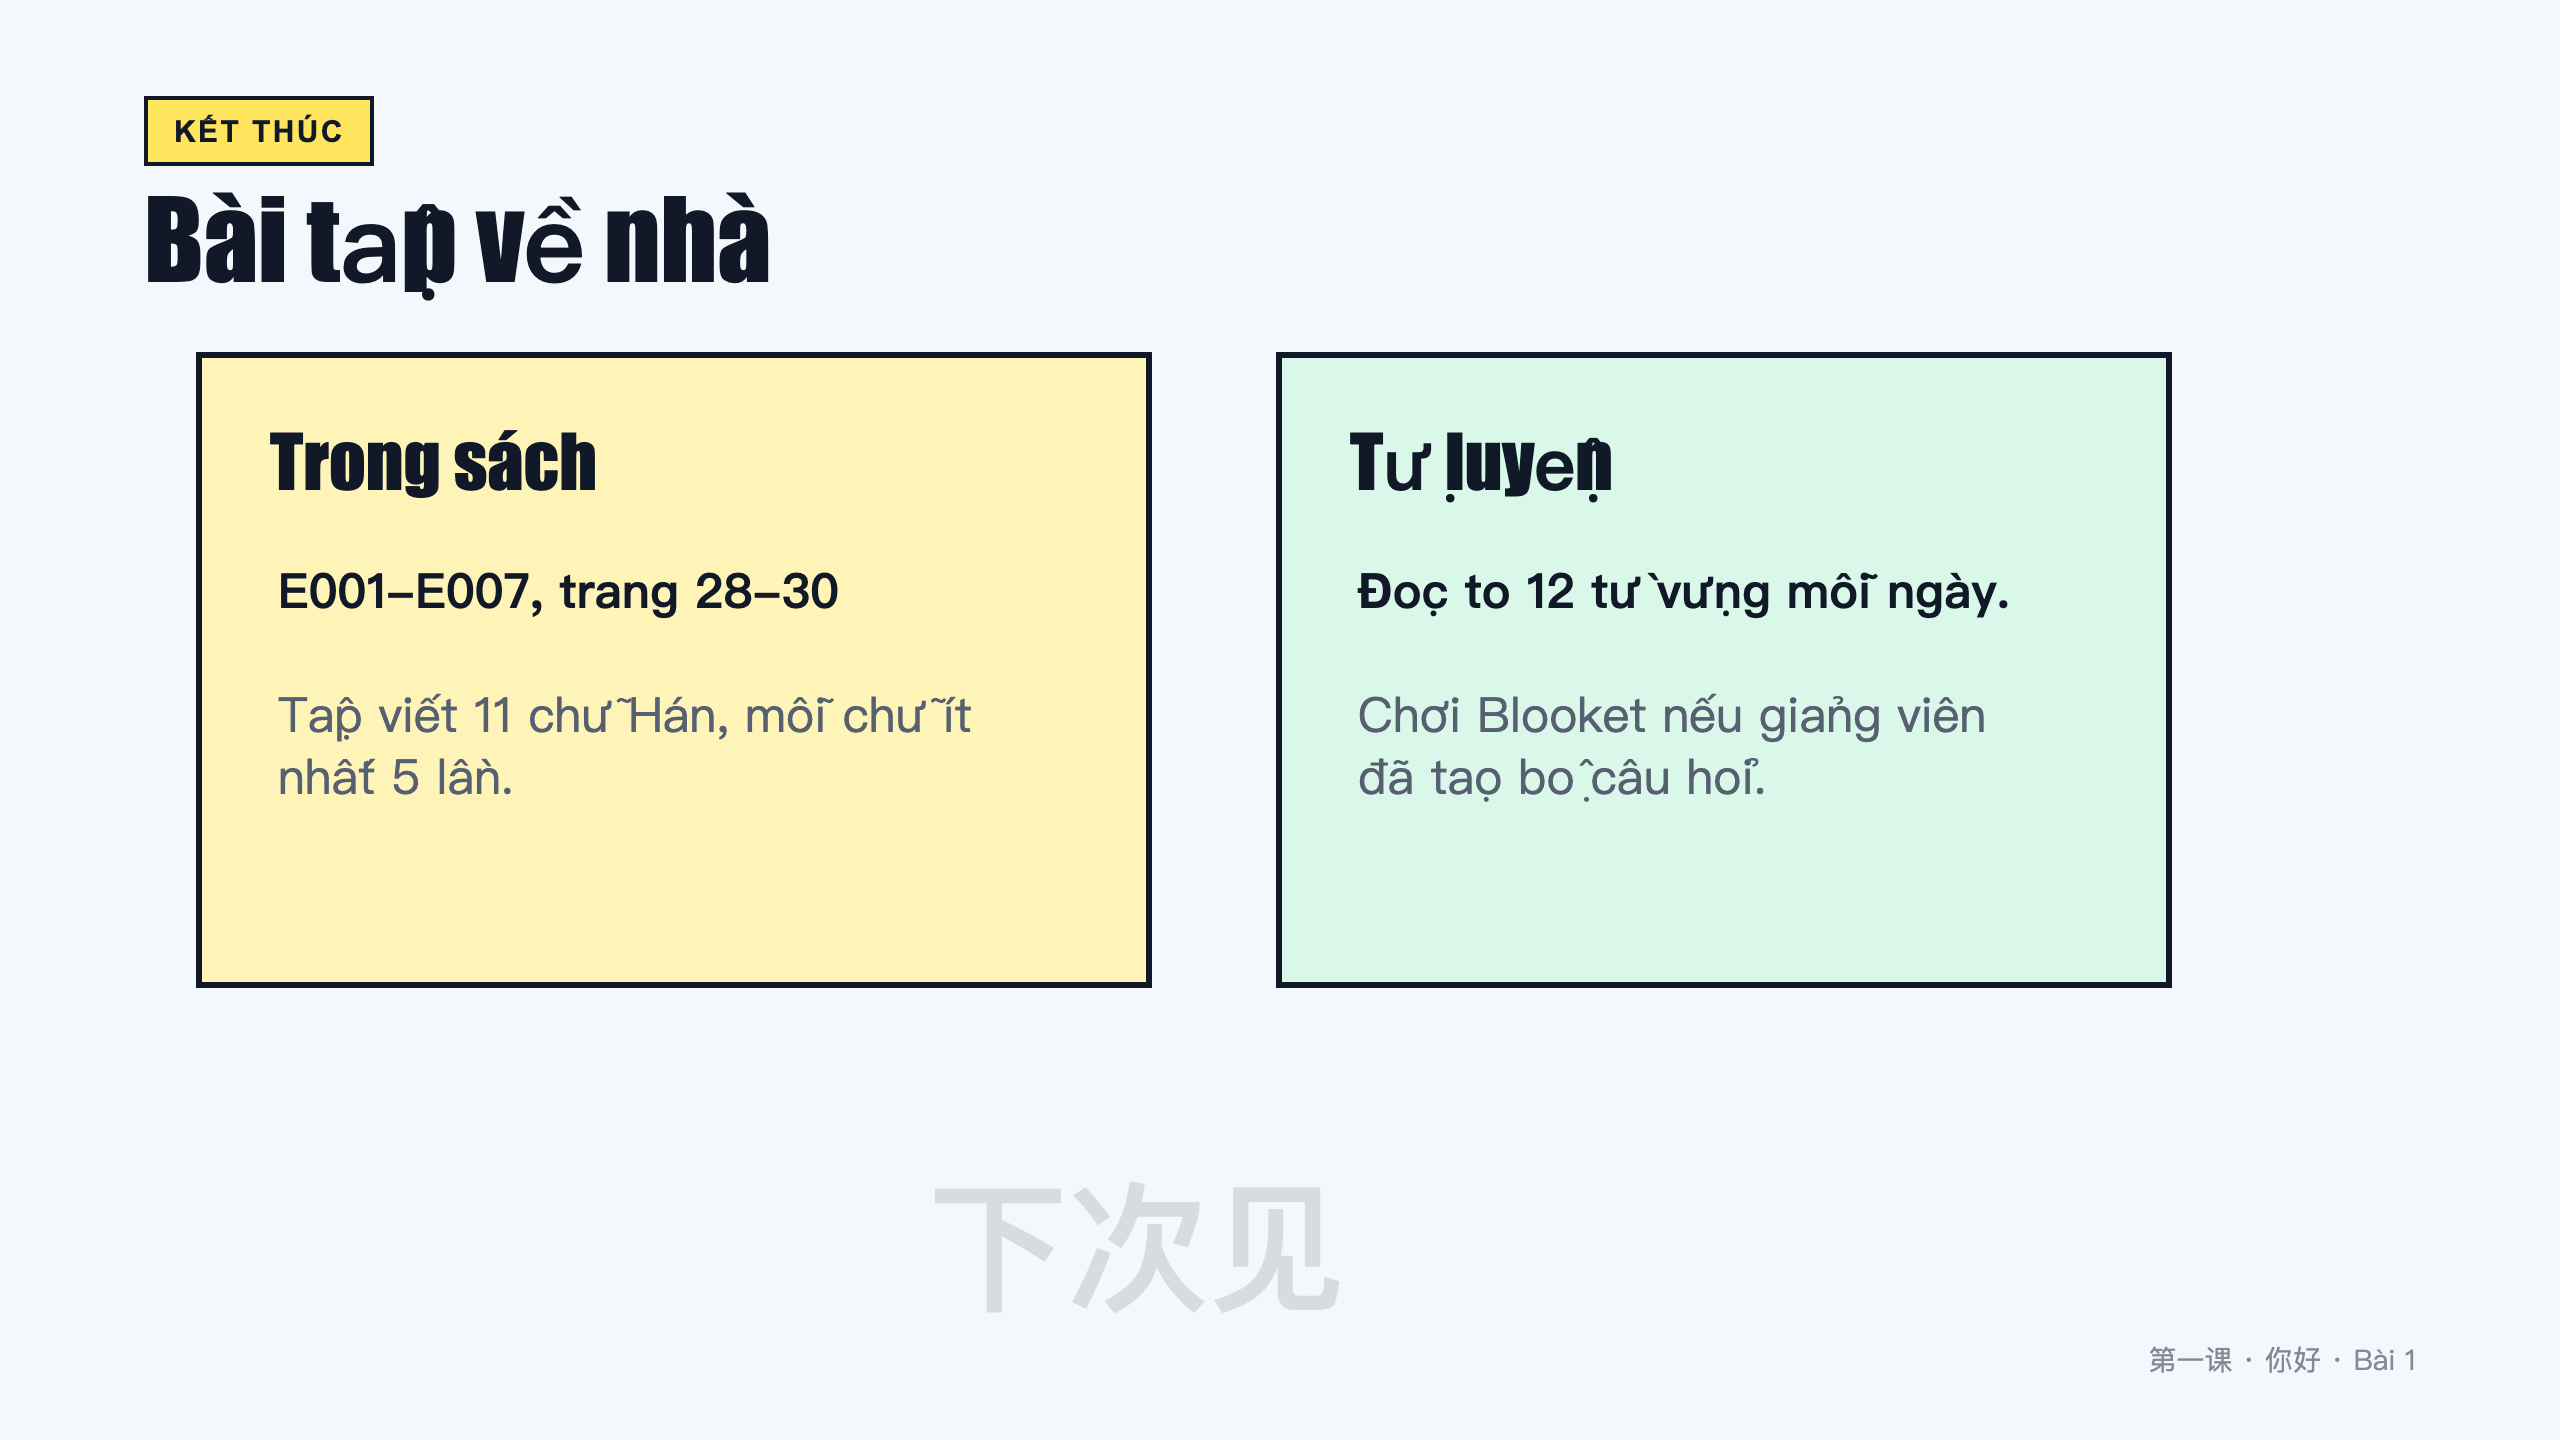 KẾT THÚC
Bài tập về nhà
Trong sách
E001–E007, trang 28–30
Tập viết 11 chữ Hán, mỗi chữ ít
nhất 5 lần.
Tự luyện
Đọc to 12 từ vựng mỗi ngày.
Chơi Blooket nếu giảng viên
đã tạo bộ câu hỏi.
下次见
第一课 · 你好 · Bài 1